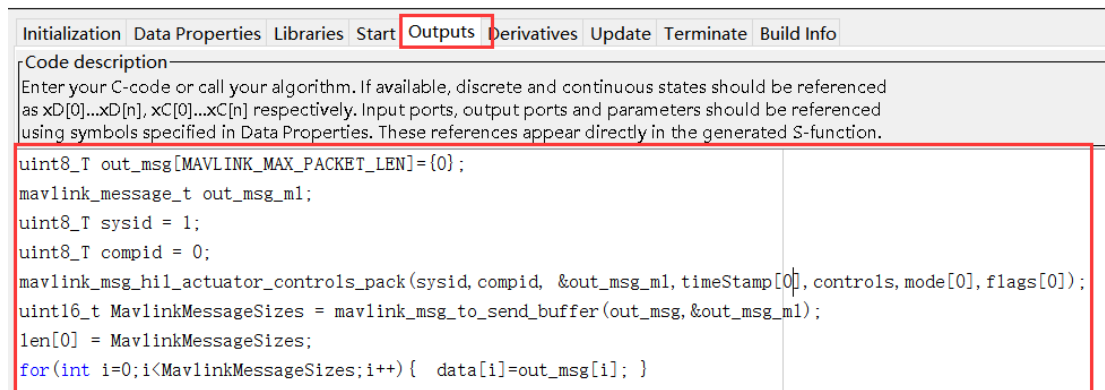 Initialization Data Properties Libraries Start Outputs Derivatives Update Terminate Build Info
Code description
Enter your C-code or call your algorithm. If available, discrete and continuous states should be referenced
as xD[0]...xD[n], xC[0]...xC[n] respectively. Input ports, output ports and parameters should be referenced
using symbols specified in Data Properties. These references appear directly in the generated S-function.
uint8_T out_msg[MAVLINK_MAX_PACKET_LEN]={0};
mavlink_message_t out_msg_ml;
uint8_T sysid = 1;
uint8_T compid = 0;
mavlink_msg_hil_actuator_controls_pack(sysid,compid, &out_msg_ml,timeStamp[0],controls,mode[0],flags[0]);
uint16_t MavlinkMessageSizes = mavlink_msg_to_send_buffer(out_msg,&out_msg_ml);
len[0] = MavlinkMessageSizes;
for(int i=0;i<MavlinkMessageSizes;i++){ data[i]=out_msg[i]; }